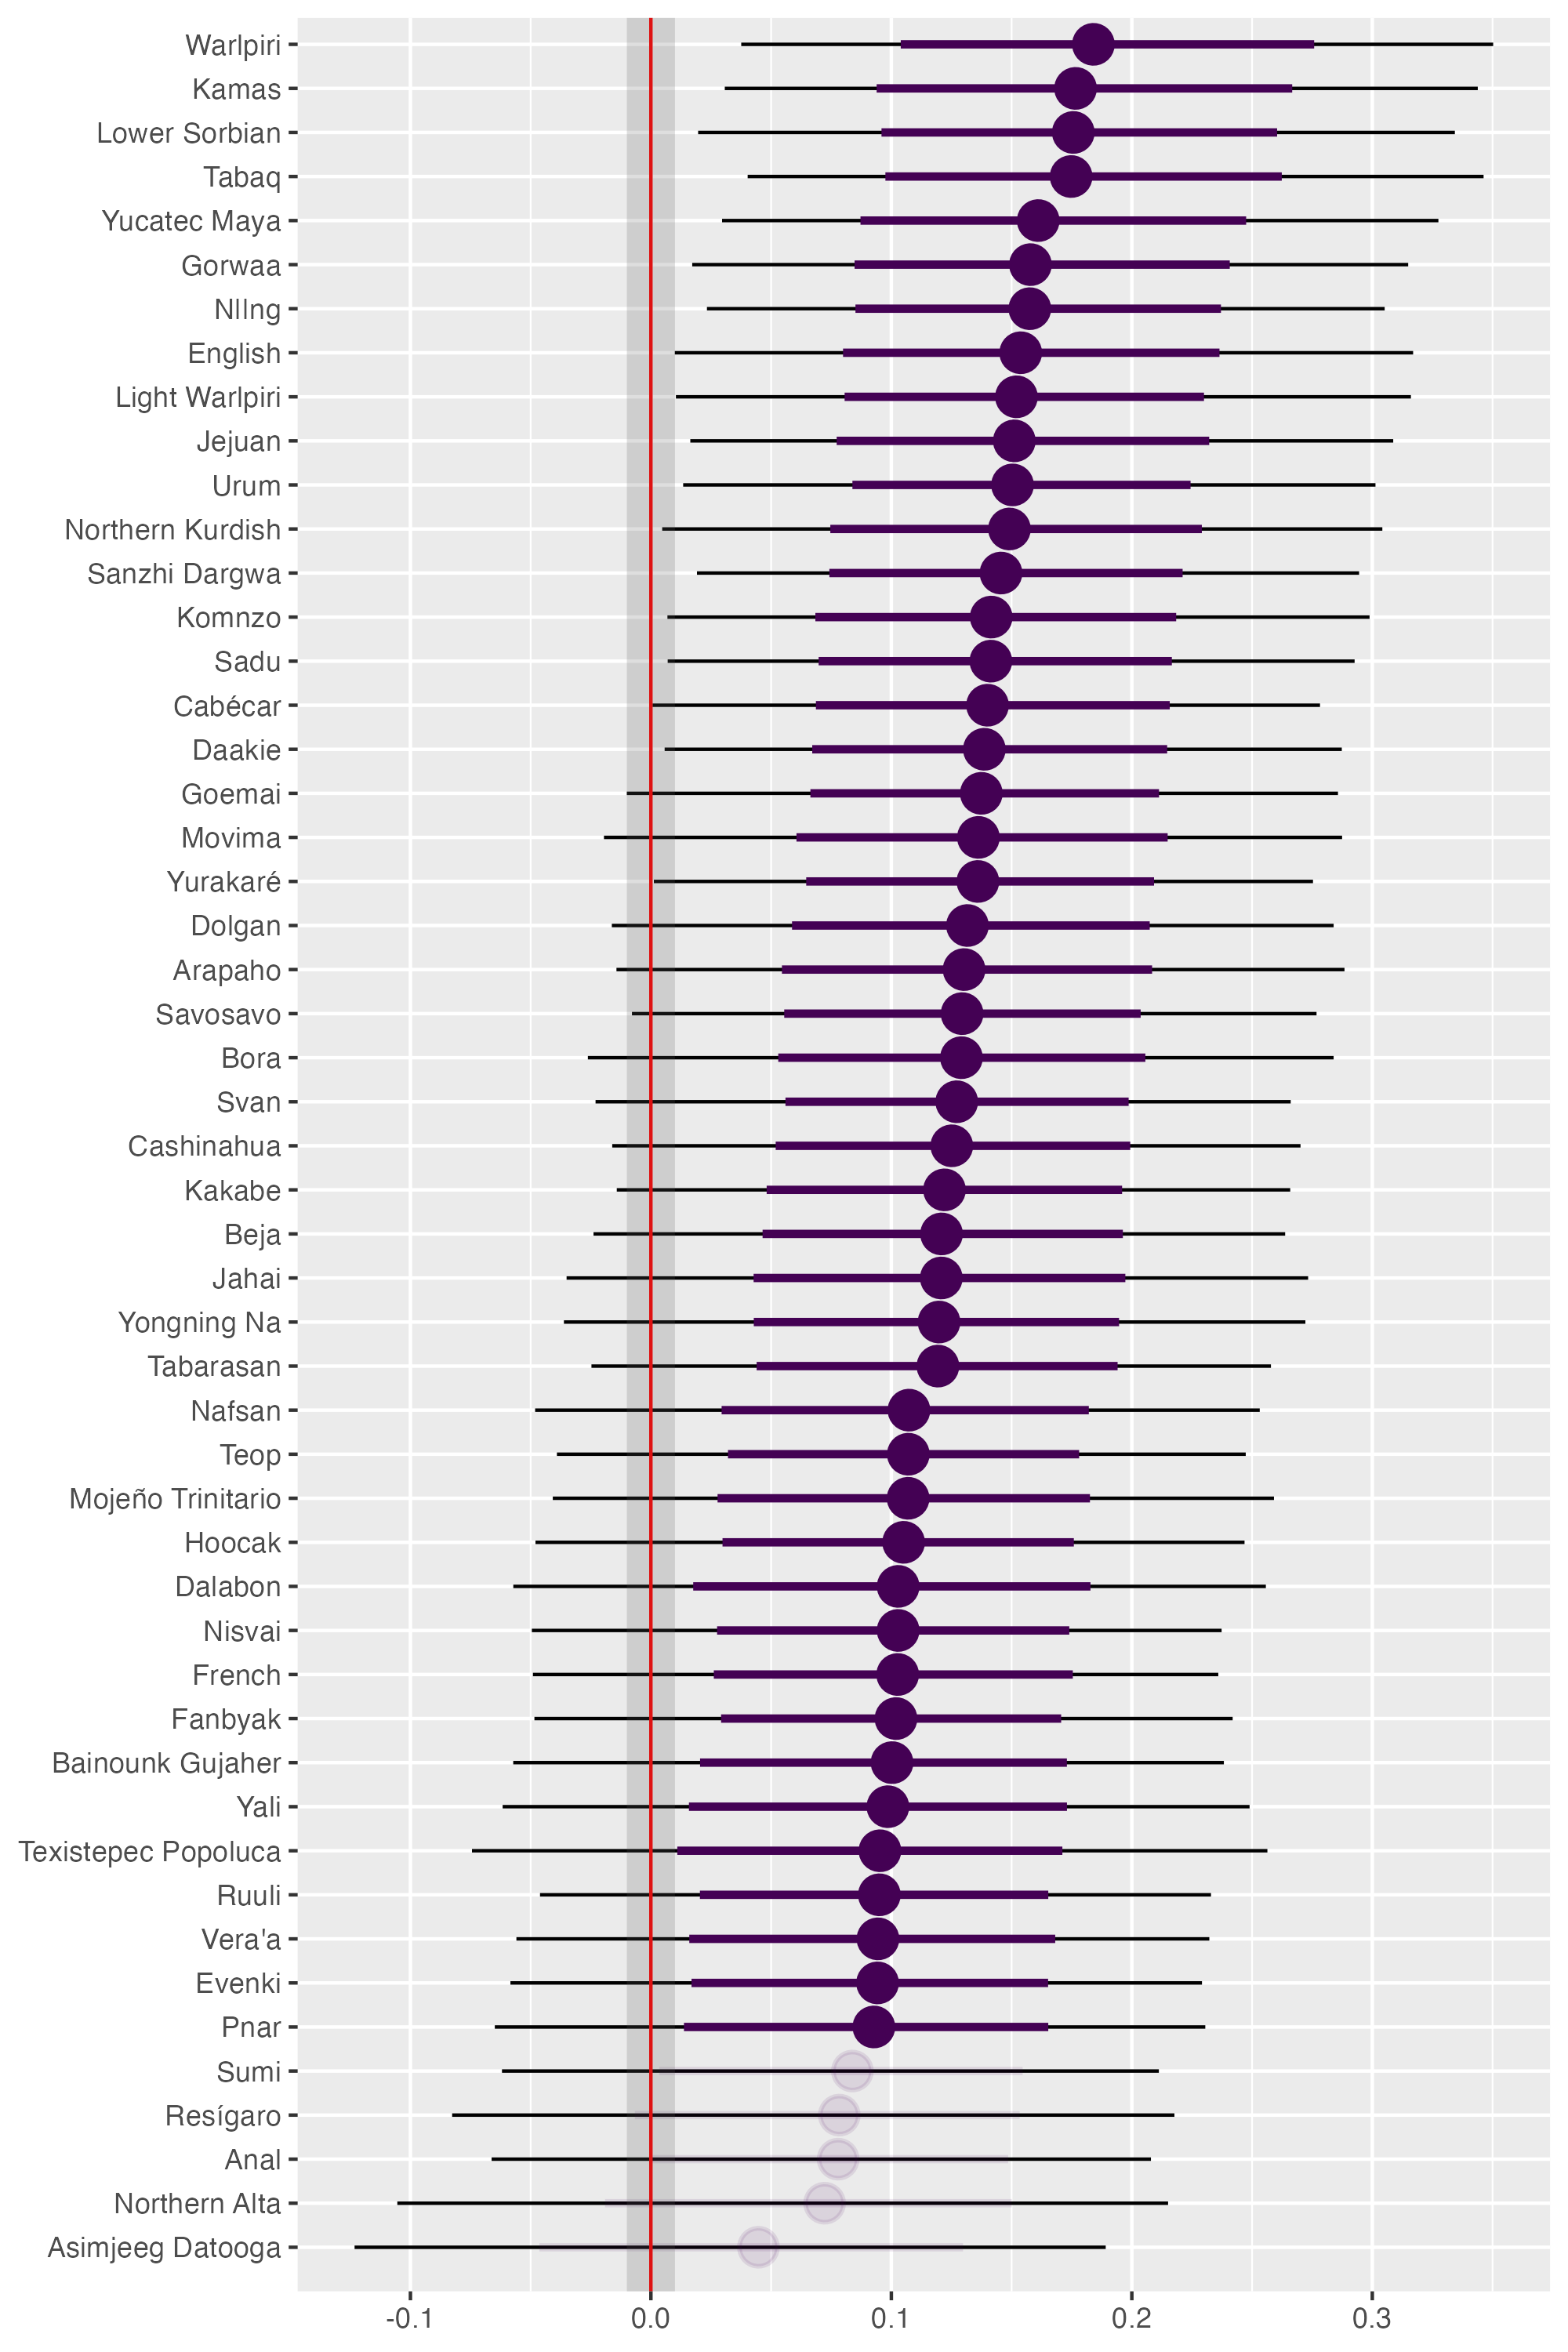 Warlpiri
Kamas
Lower Sorbian
Tabaq
Yucatec Maya
Gorwaa
Nllng
English
Light Warlpiri
Jejuan
Urum
Northern Kurdish
Sanzhi Dargwa
Komnzo
Sadu
Cabécar
Daakie
Goemai
Movima
Yurakaré
Dolgan
Arapaho
Savosavo
Bora
Svan
Cashinahua
Kakabe
Beja
Jahai
Yongning Na
Tabarasan
Nafsan
Teop
Mojeño Trinitario
Hoocak
Dalabon
Nisvai
French
Fanbyak
Bainounk Gujaher
Yali
Texistepec Popoluca
Ruuli
Vera'a
Evenki
Pnar
Sumi
Resígaro
Anal
Northern Alta
Asimjeeg Datooga
-0.1 0.0 0.1 0.2 0.3